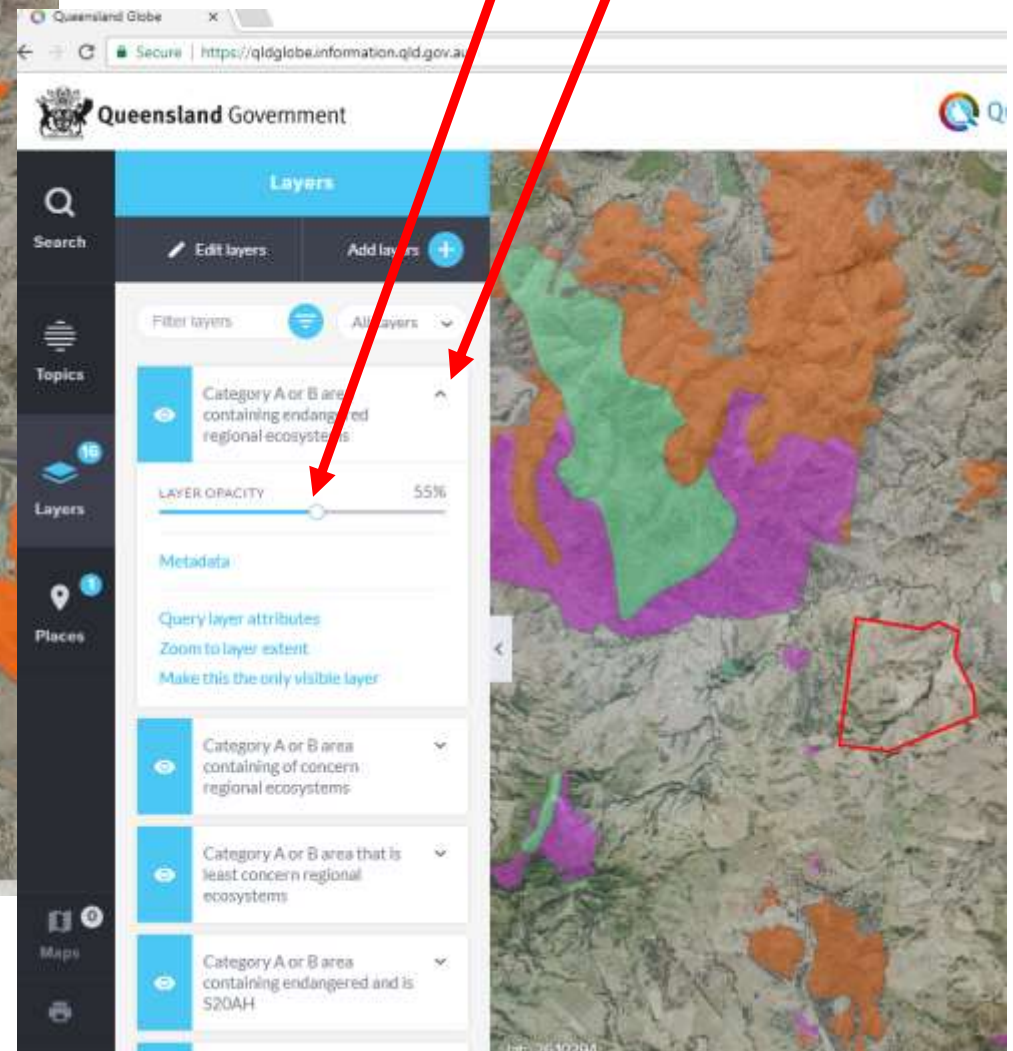 Queensland Globe
Secure | https://qldglobe.information.qld.gov.au
Queensland Government
Search
Topics
16
Layers
1
Places
0
Maps
Layers
Edit layers
Add layers
Filter layers
All layers
Category A or B area
containing endangered
regional ecosystems
LAYER OPACITY 55%
Metadata
Query layer attributes
Zoom to layer extent
Make this the only visible layer
Category A or B area
containing of concern
regional ecosystems
Category A or B area that is
least concern regional
ecosystems
Category A or B area
containing endangered and is
S20AH